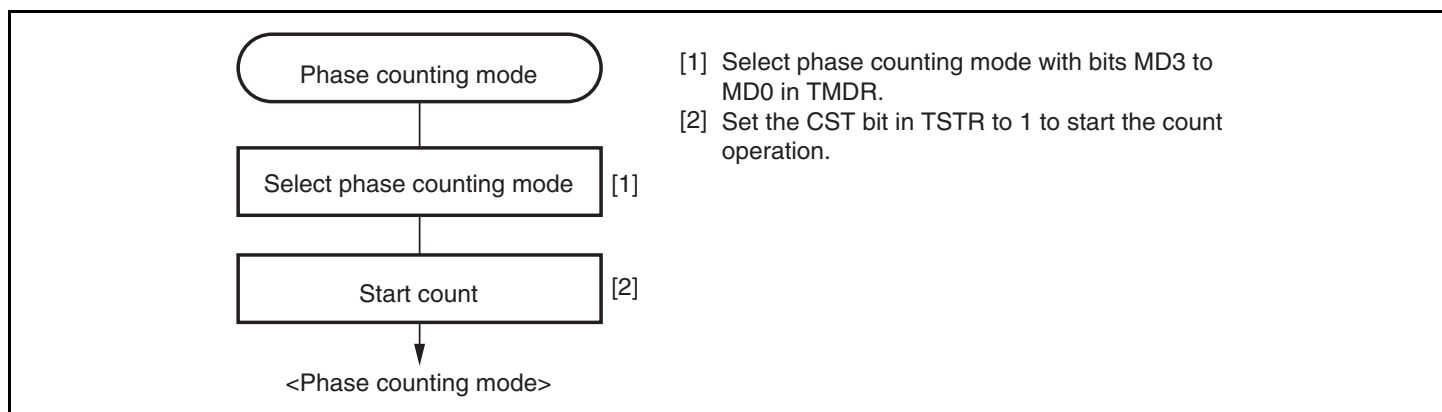 Phase counting mode
Select phase counting mode [1]
Start count [2]
<Phase counting mode>
[1] Select phase counting mode with bits MD3 to
MD0 in TMDR.
[2] Set the CST bit in TSTR to 1 to start the count
operation.